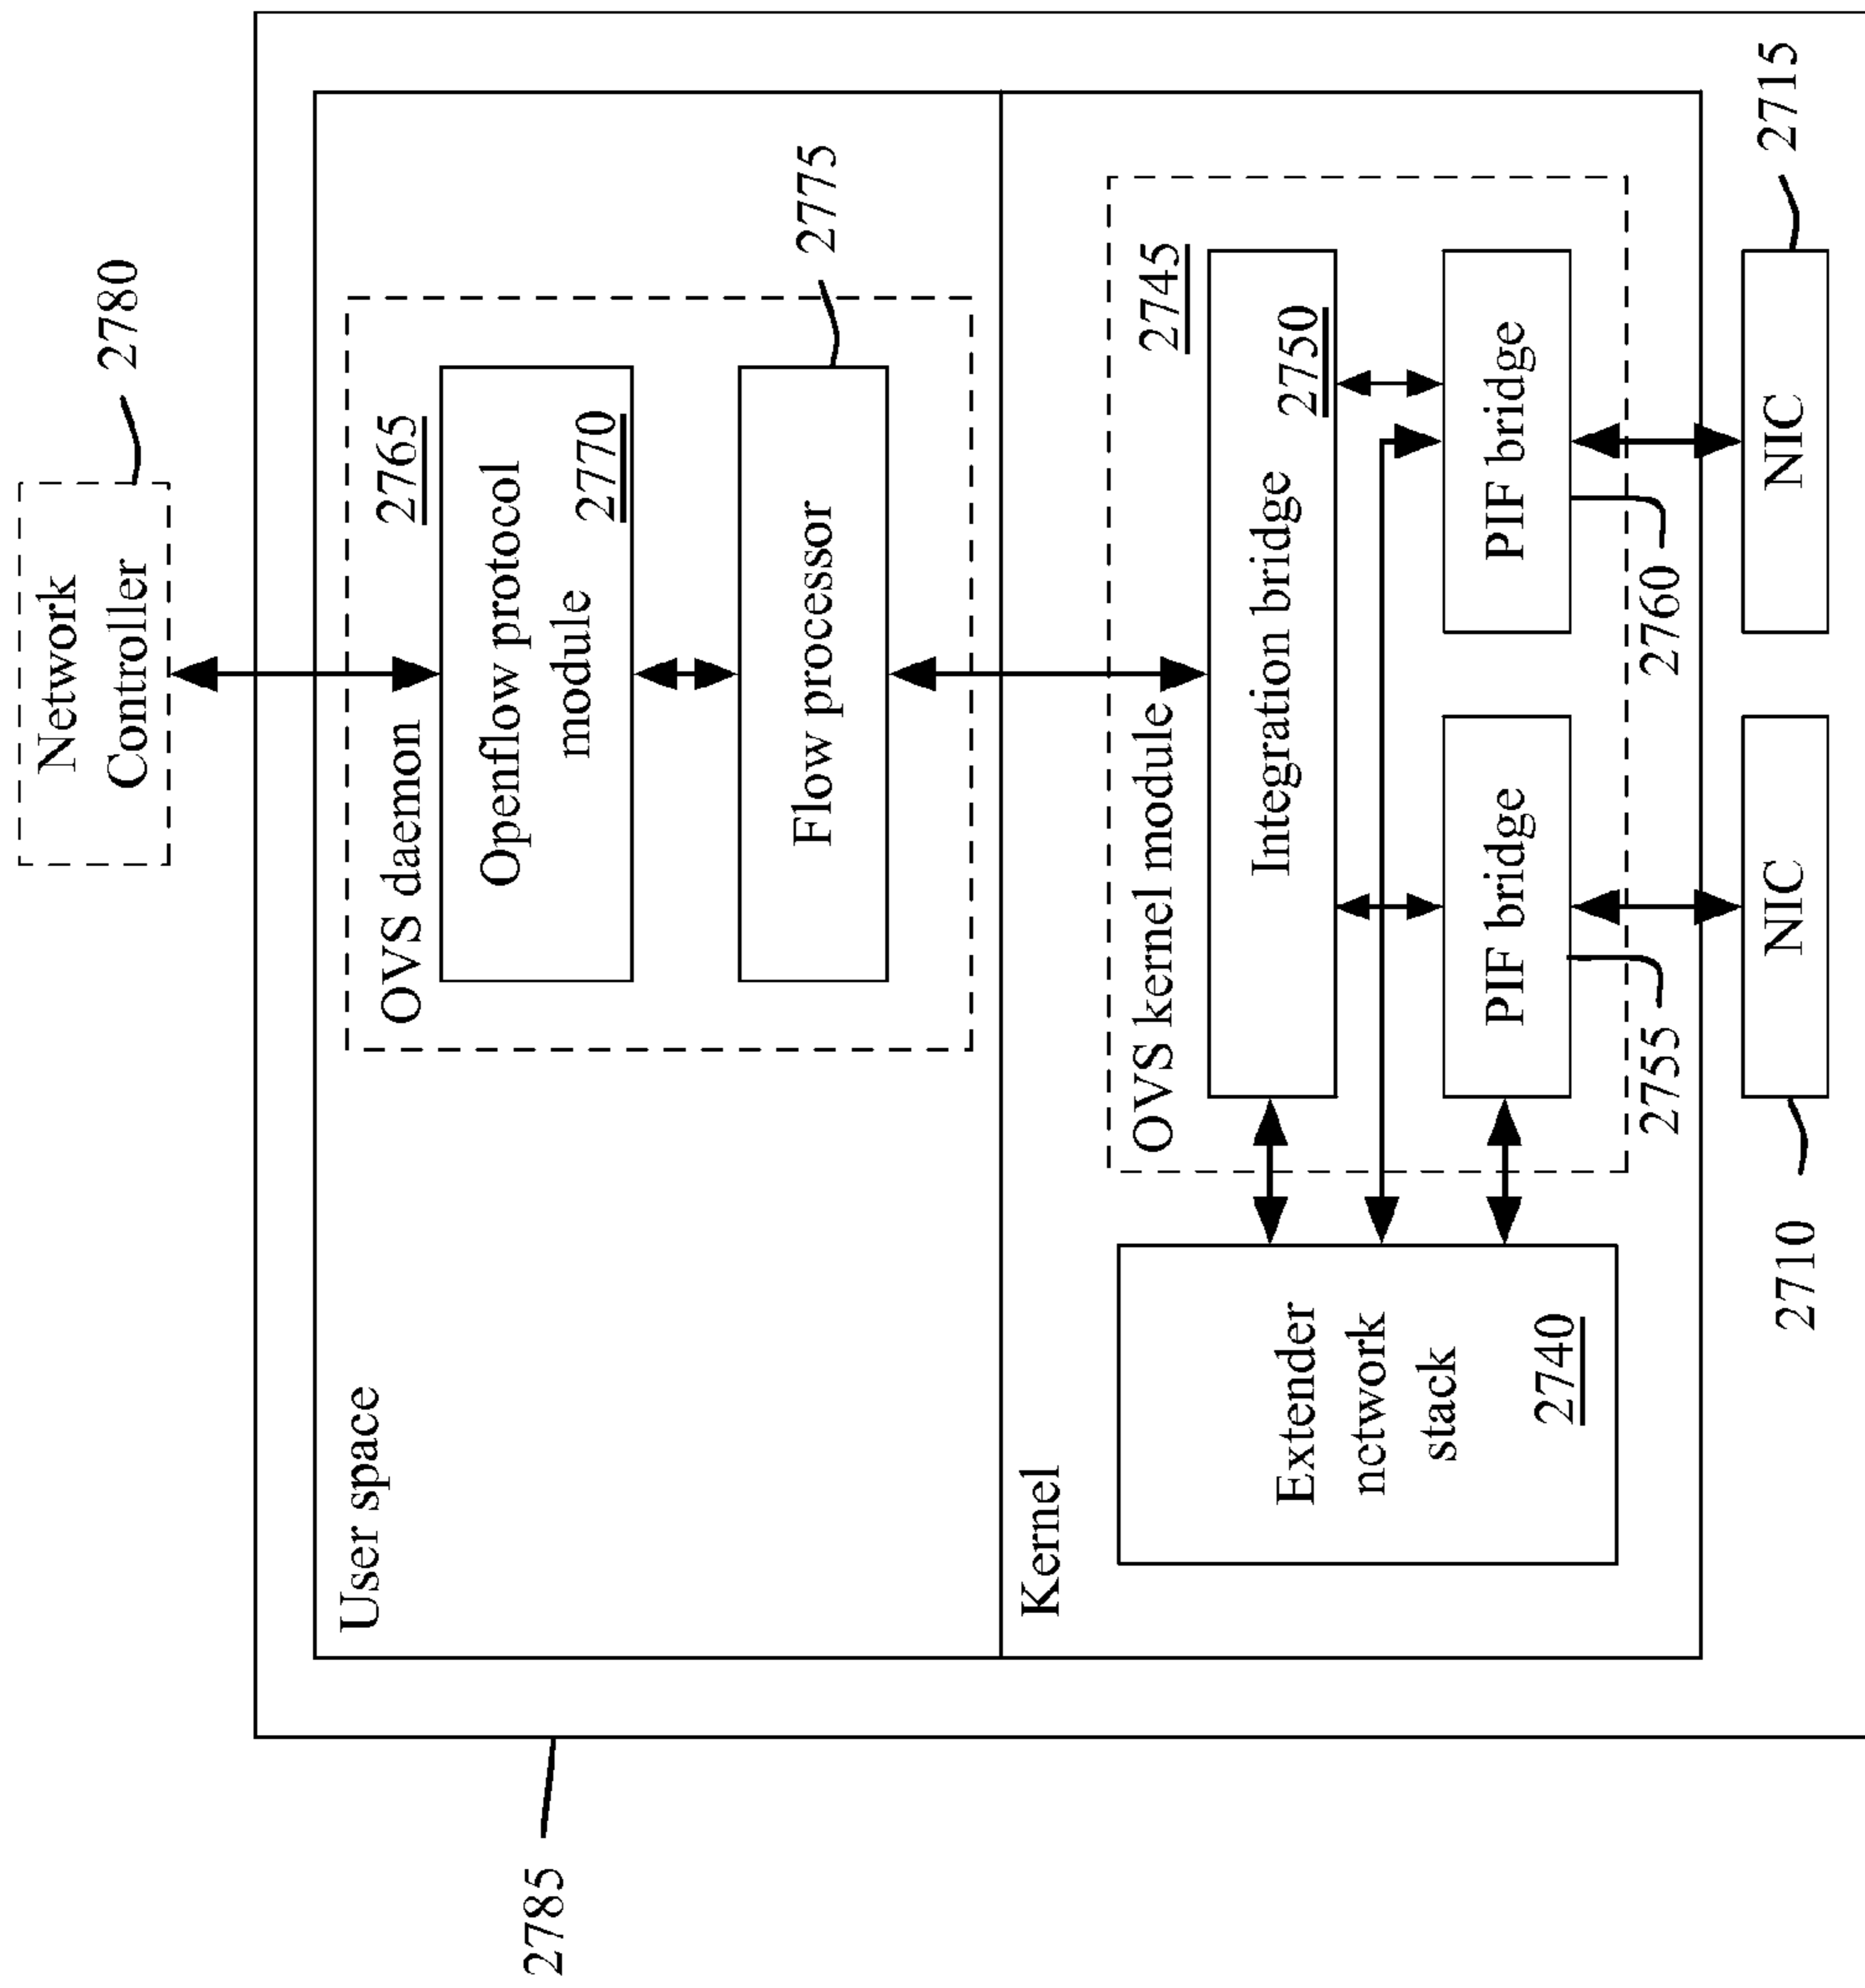 2785
Network
Controller
2780
User space
OVS daemon
2765
Openflow protocol
module
2770
Flow processor
2775
Kernel
OVS kernel module
2745
Extender
network
stack
2740
Integration bridge
2750
PIF bridge
PIF bridge
2755
2760
NIC
NIC
2710
2715